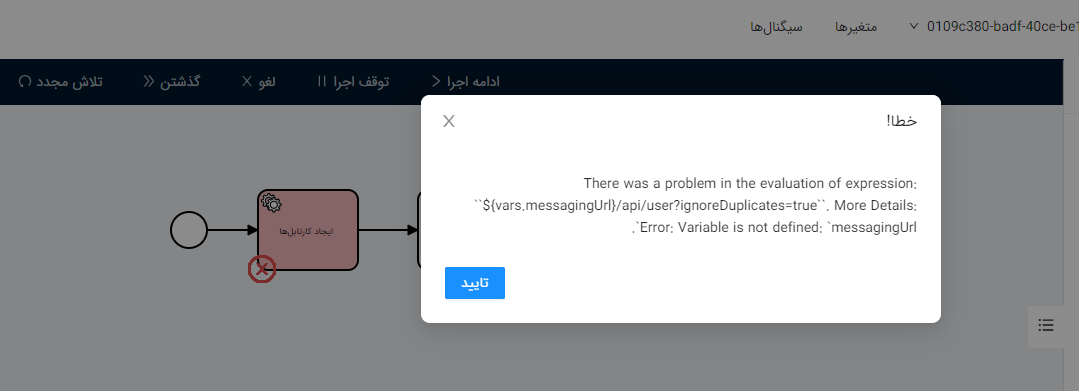 0109c380-badf-40ce-be1
متغیرها
سیگنال‌ها
ادامه اجرا
توقف اجرا
لغو
گذشتن
تلاش مجدد
خطا!
There was a problem in the evaluation of expression:
``${vars.messagingUrl}/api/user?ignoreDuplicates=true``. More Details:
.`Error: Variable is not defined: `messagingUrl
تایید
ایجاد کارتابل‌ها